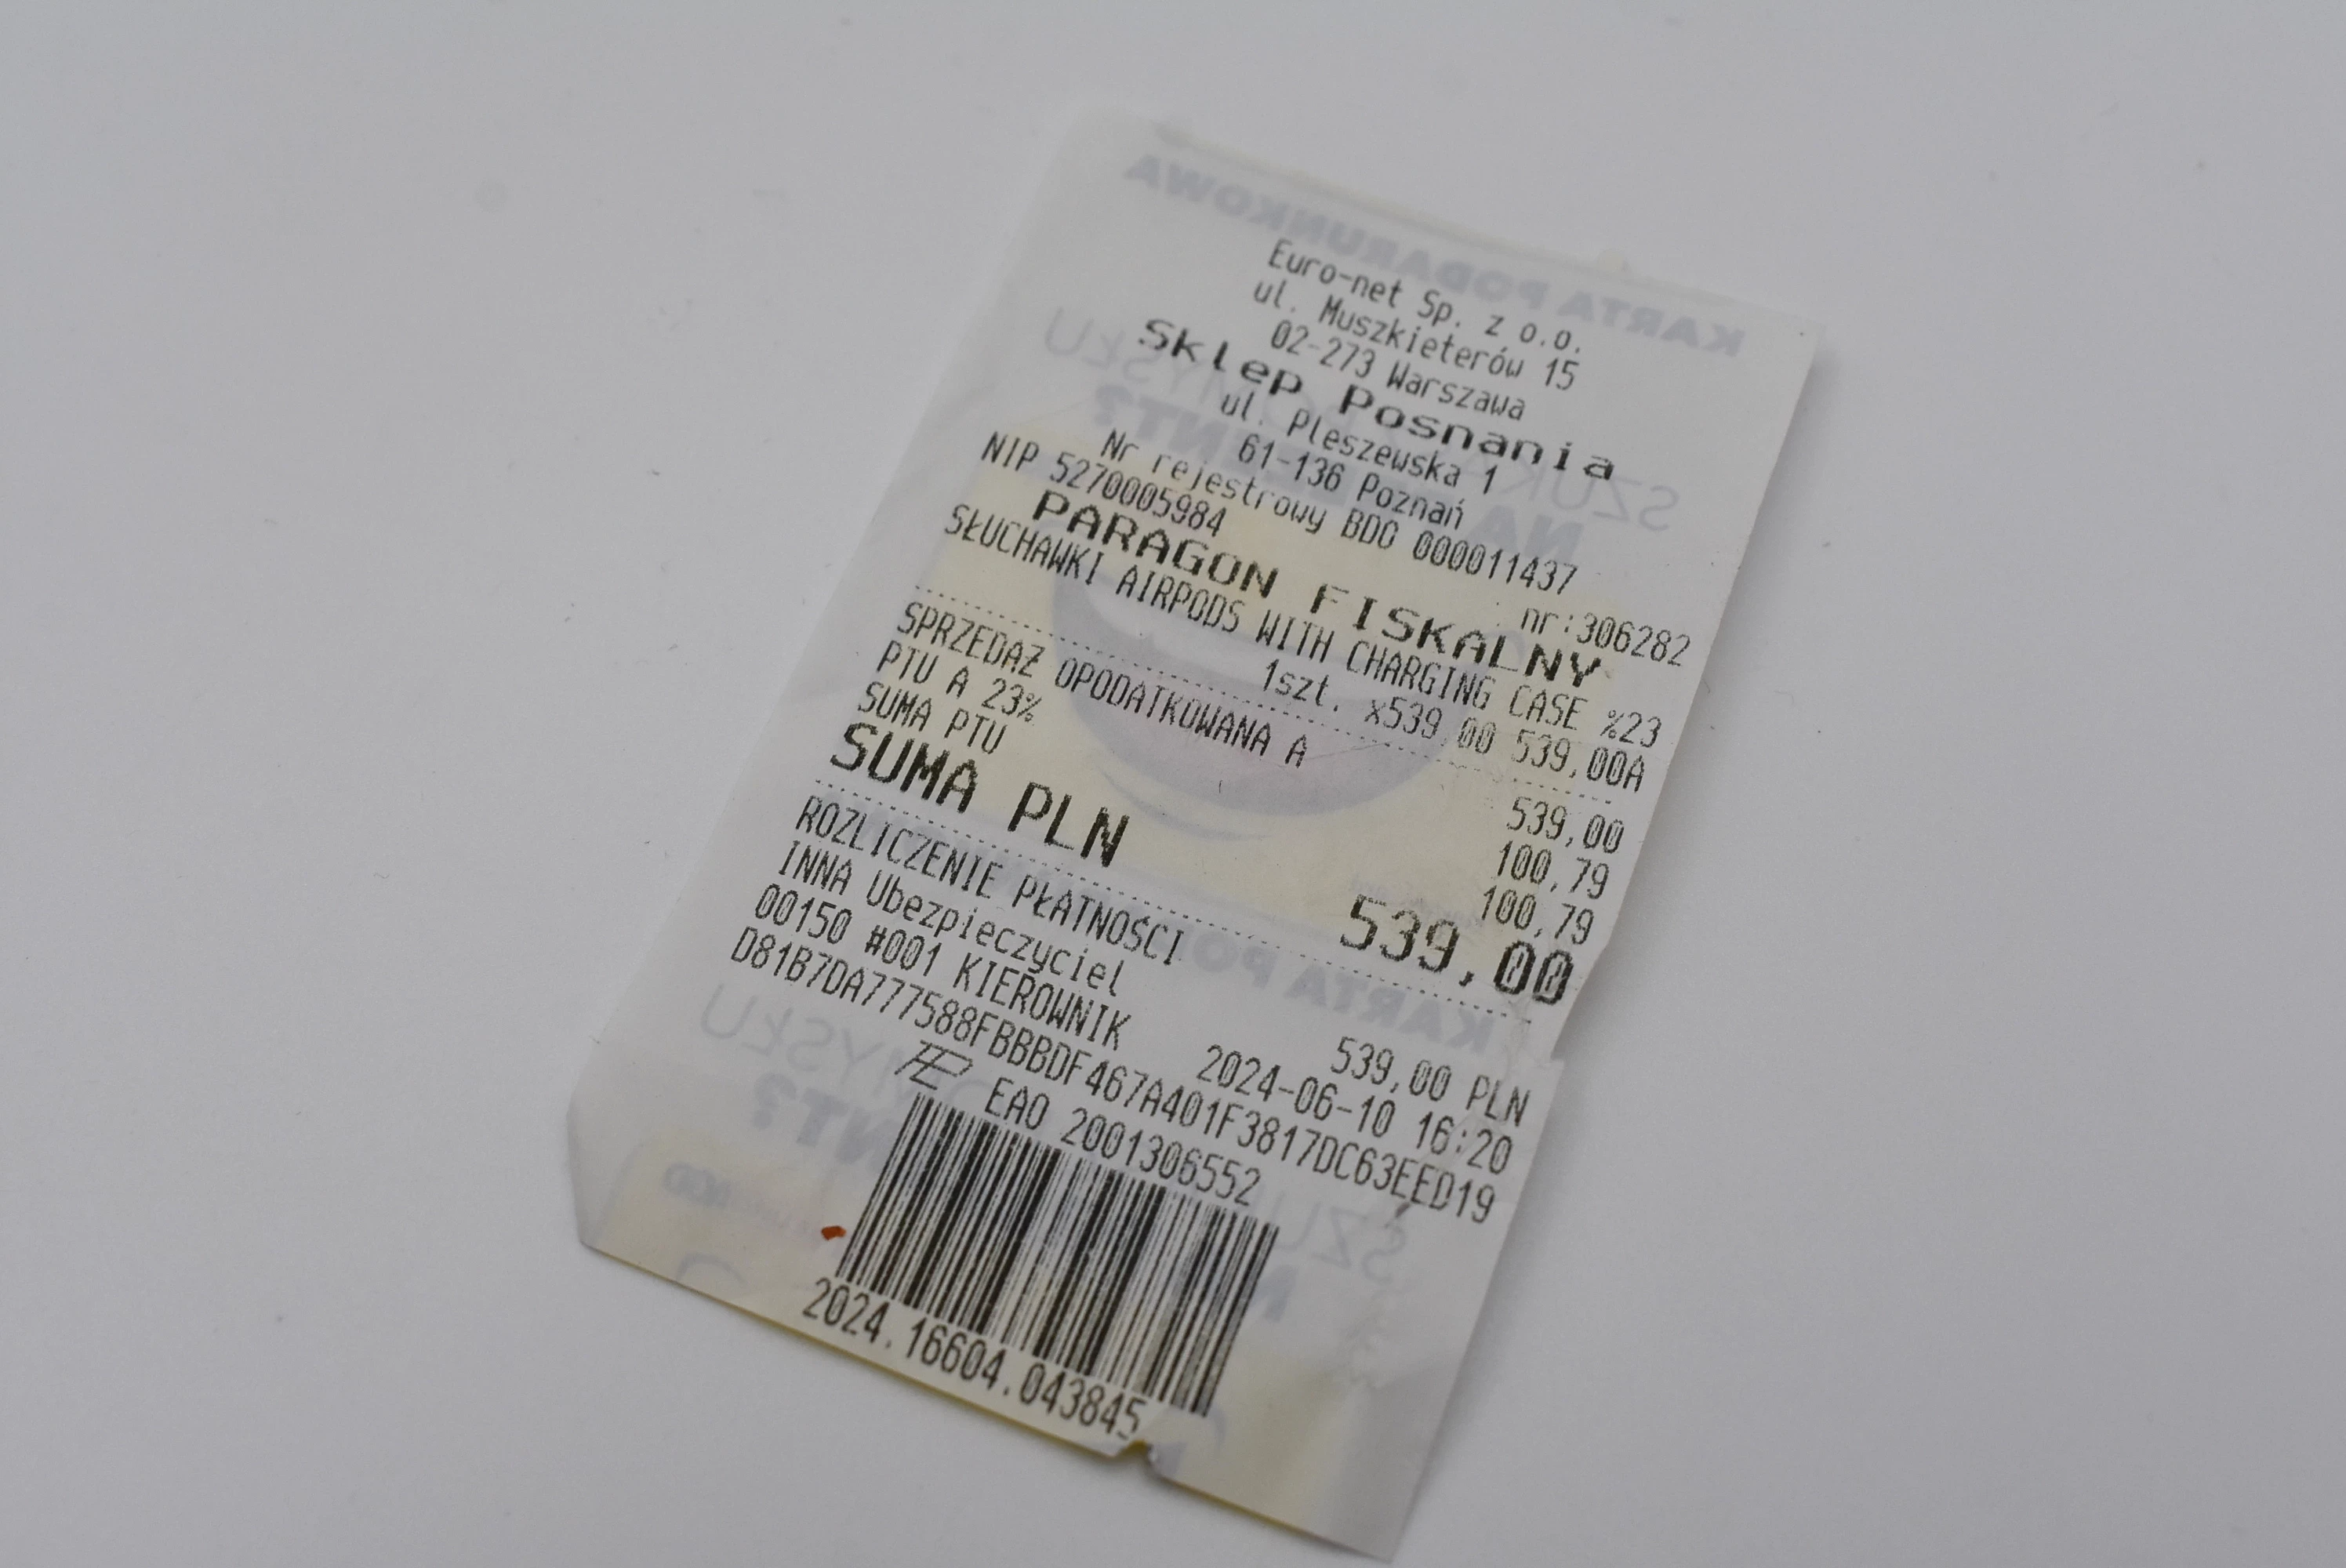 Euro-net Sp. z o.o.
ul. Muszkieterów 15
02-273 Warszawa
Sklep Posnania
ul. Pleszewska 1
61-136 Poznań
Nr rejestrowy BDO 000011437
NIP 5270005984 nr:306282
PARAGON FISKALNY
SŁUCHAWKI AIRPODS WITH CHARGING CASE %23
1szt. x539,00 539,00A
SPRZEDAŻ OPODATKOWANA A 539,00
PTU A 23% 100,79
SUMA PTU 100,79
SUMA PLN 539,00
ROZLICZENIE PŁATNOŚCI
INNA Ubezpieczyciel 539,00 PLN
00150 #001 KIEROWNIK 2024-06-10 16:20
D81B7DA777588FBBBDF467A401F3817DC63EED19
EAO 2001306552
2024.16604.043845
KARTA PODARUNKOWA